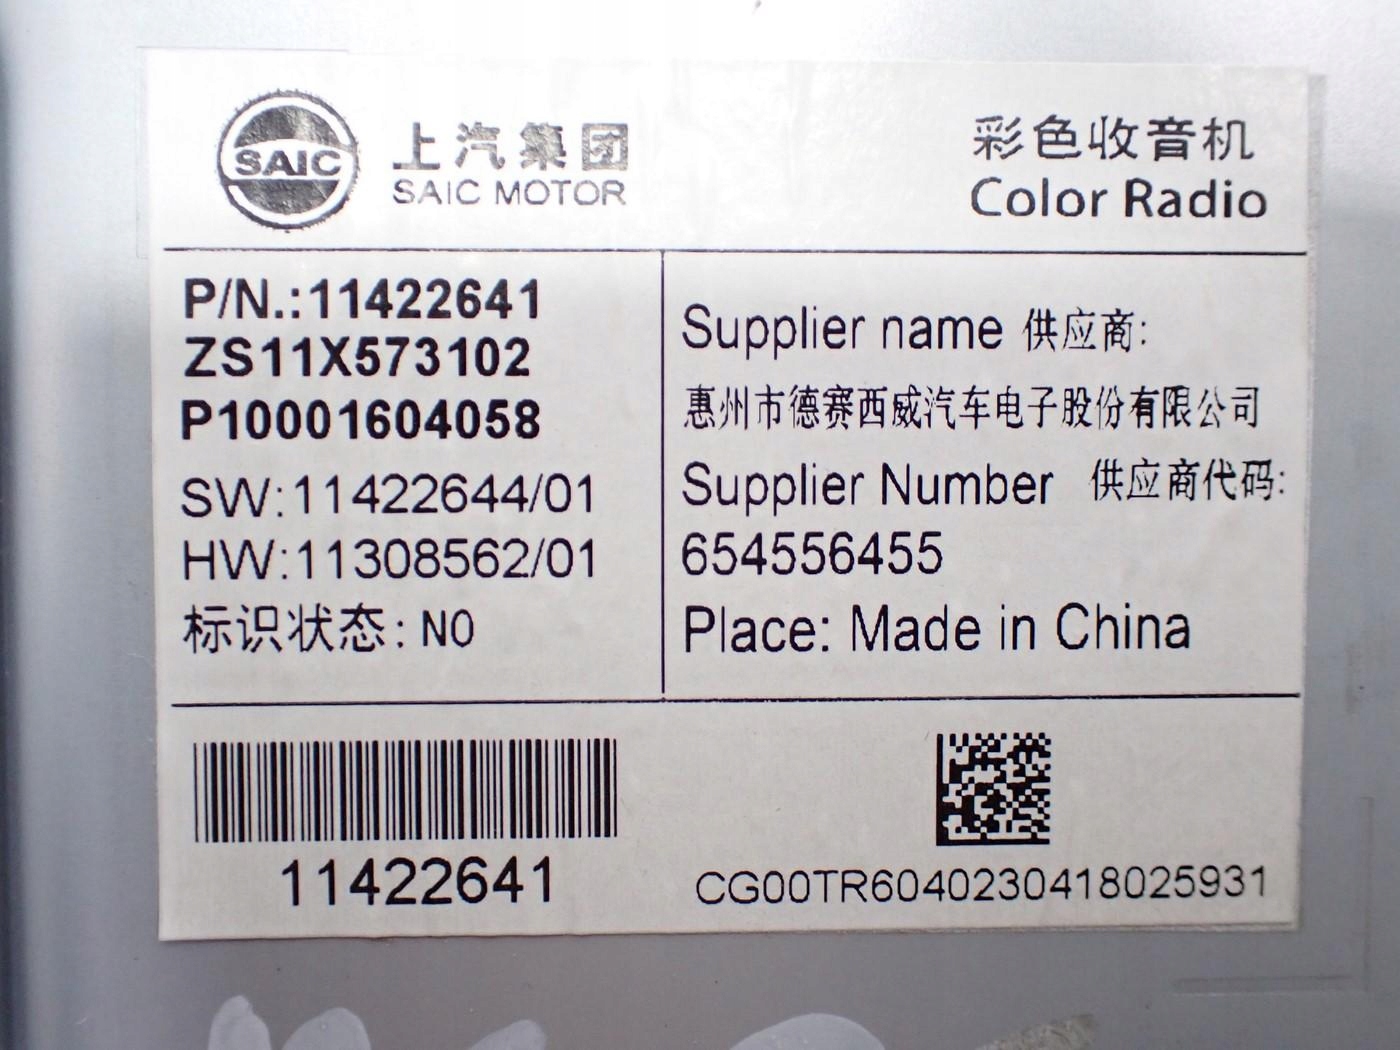 SAIC
上汽集团
SAIC MOTOR
彩色收音机
Color Radio
P/N.:11422641
ZS11X573102
P10001604058
SW:11422644/01
HW:11308562/01
标识状态: NO
Supplier name 供应商:
惠州市德赛西威汽车电子股份有限公司
Supplier Number 供应商代码:
654556455
Place: Made in China
11422641
CG00TR6040230418025931